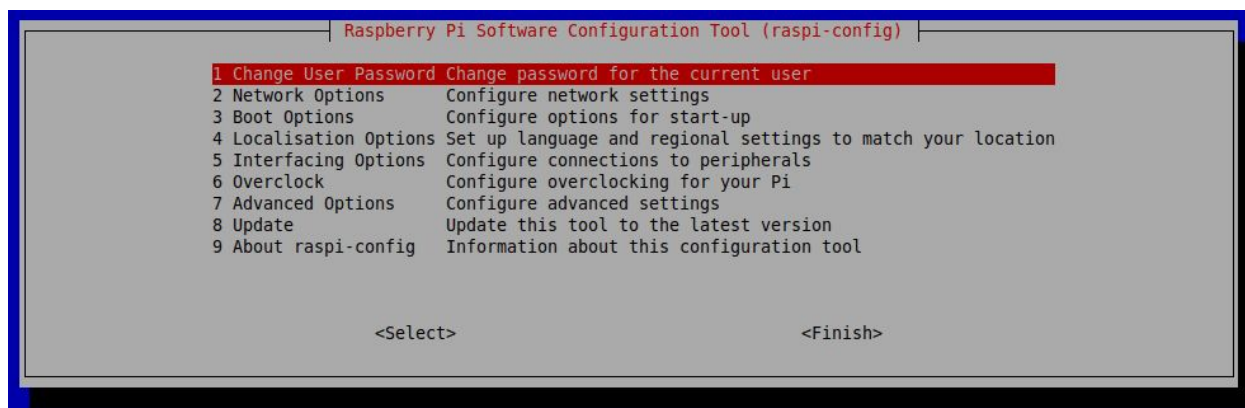 Raspberry Pi Software Configuration Tool (raspi-config)
1 Change User Password Change password for the current user
2 Network Options Configure network settings
3 Boot Options Configure options for start-up
4 Localisation Options Set up language and regional settings to match your location
5 Interfacing Options Configure connections to peripherals
6 Overclock Configure overclocking for your Pi
7 Advanced Options Configure advanced settings
8 Update Update this tool to the latest version
9 About raspi-config Information about this configuration tool
<Select> <Finish>